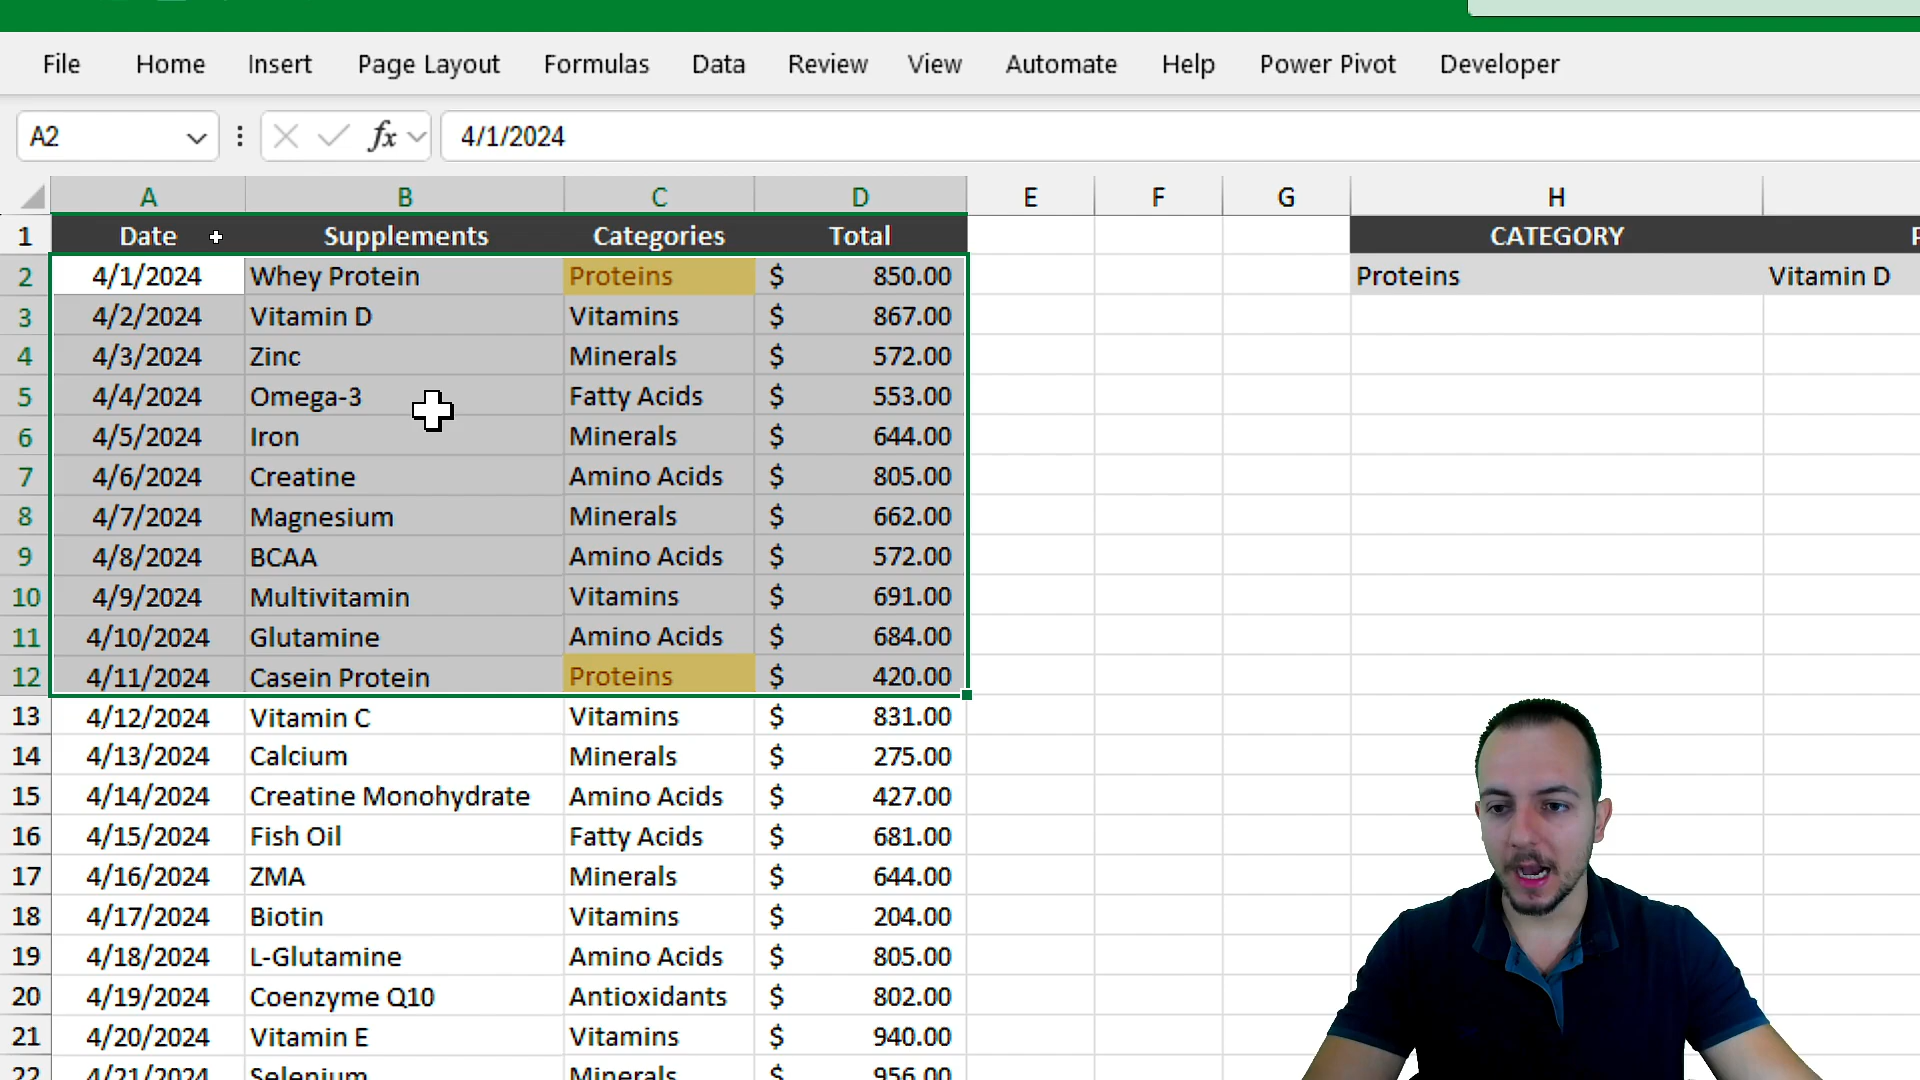 File Home Insert Page Layout Formulas Data Review View Automate Help Power Pivot Developer
A2 fx 4/1/2024
A B C D E F G H
1 Date Supplements Categories Total CATEGORY
2 4/1/2024 Whey Protein Proteins $ 850.00 Proteins Vitamin D
3 4/2/2024 Vitamin D Vitamins $ 867.00
4 4/3/2024 Zinc Minerals $ 572.00
5 4/4/2024 Omega-3 Fatty Acids $ 553.00
6 4/5/2024 Iron Minerals $ 644.00
7 4/6/2024 Creatine Amino Acids $ 805.00
8 4/7/2024 Magnesium Minerals $ 662.00
9 4/8/2024 BCAA Amino Acids $ 572.00
10 4/9/2024 Multivitamin Vitamins $ 691.00
11 4/10/2024 Glutamine Amino Acids $ 684.00
12 4/11/2024 Casein Protein Proteins $ 420.00
13 4/12/2024 Vitamin C Vitamins $ 831.00
14 4/13/2024 Calcium Minerals $ 275.00
15 4/14/2024 Creatine Monohydrate Amino Acids $ 427.00
16 4/15/2024 Fish Oil Fatty Acids $ 681.00
17 4/16/2024 ZMA Minerals $ 644.00
18 4/17/2024 Biotin Vitamins $ 204.00
19 4/18/2024 L-Glutamine Amino Acids $ 805.00
20 4/19/2024 Coenzyme Q10 Antioxidants $ 802.00
21 4/20/2024 Vitamin E Vitamins $ 940.00
22 4/21/2024 Selenium Minerals $ 956.00